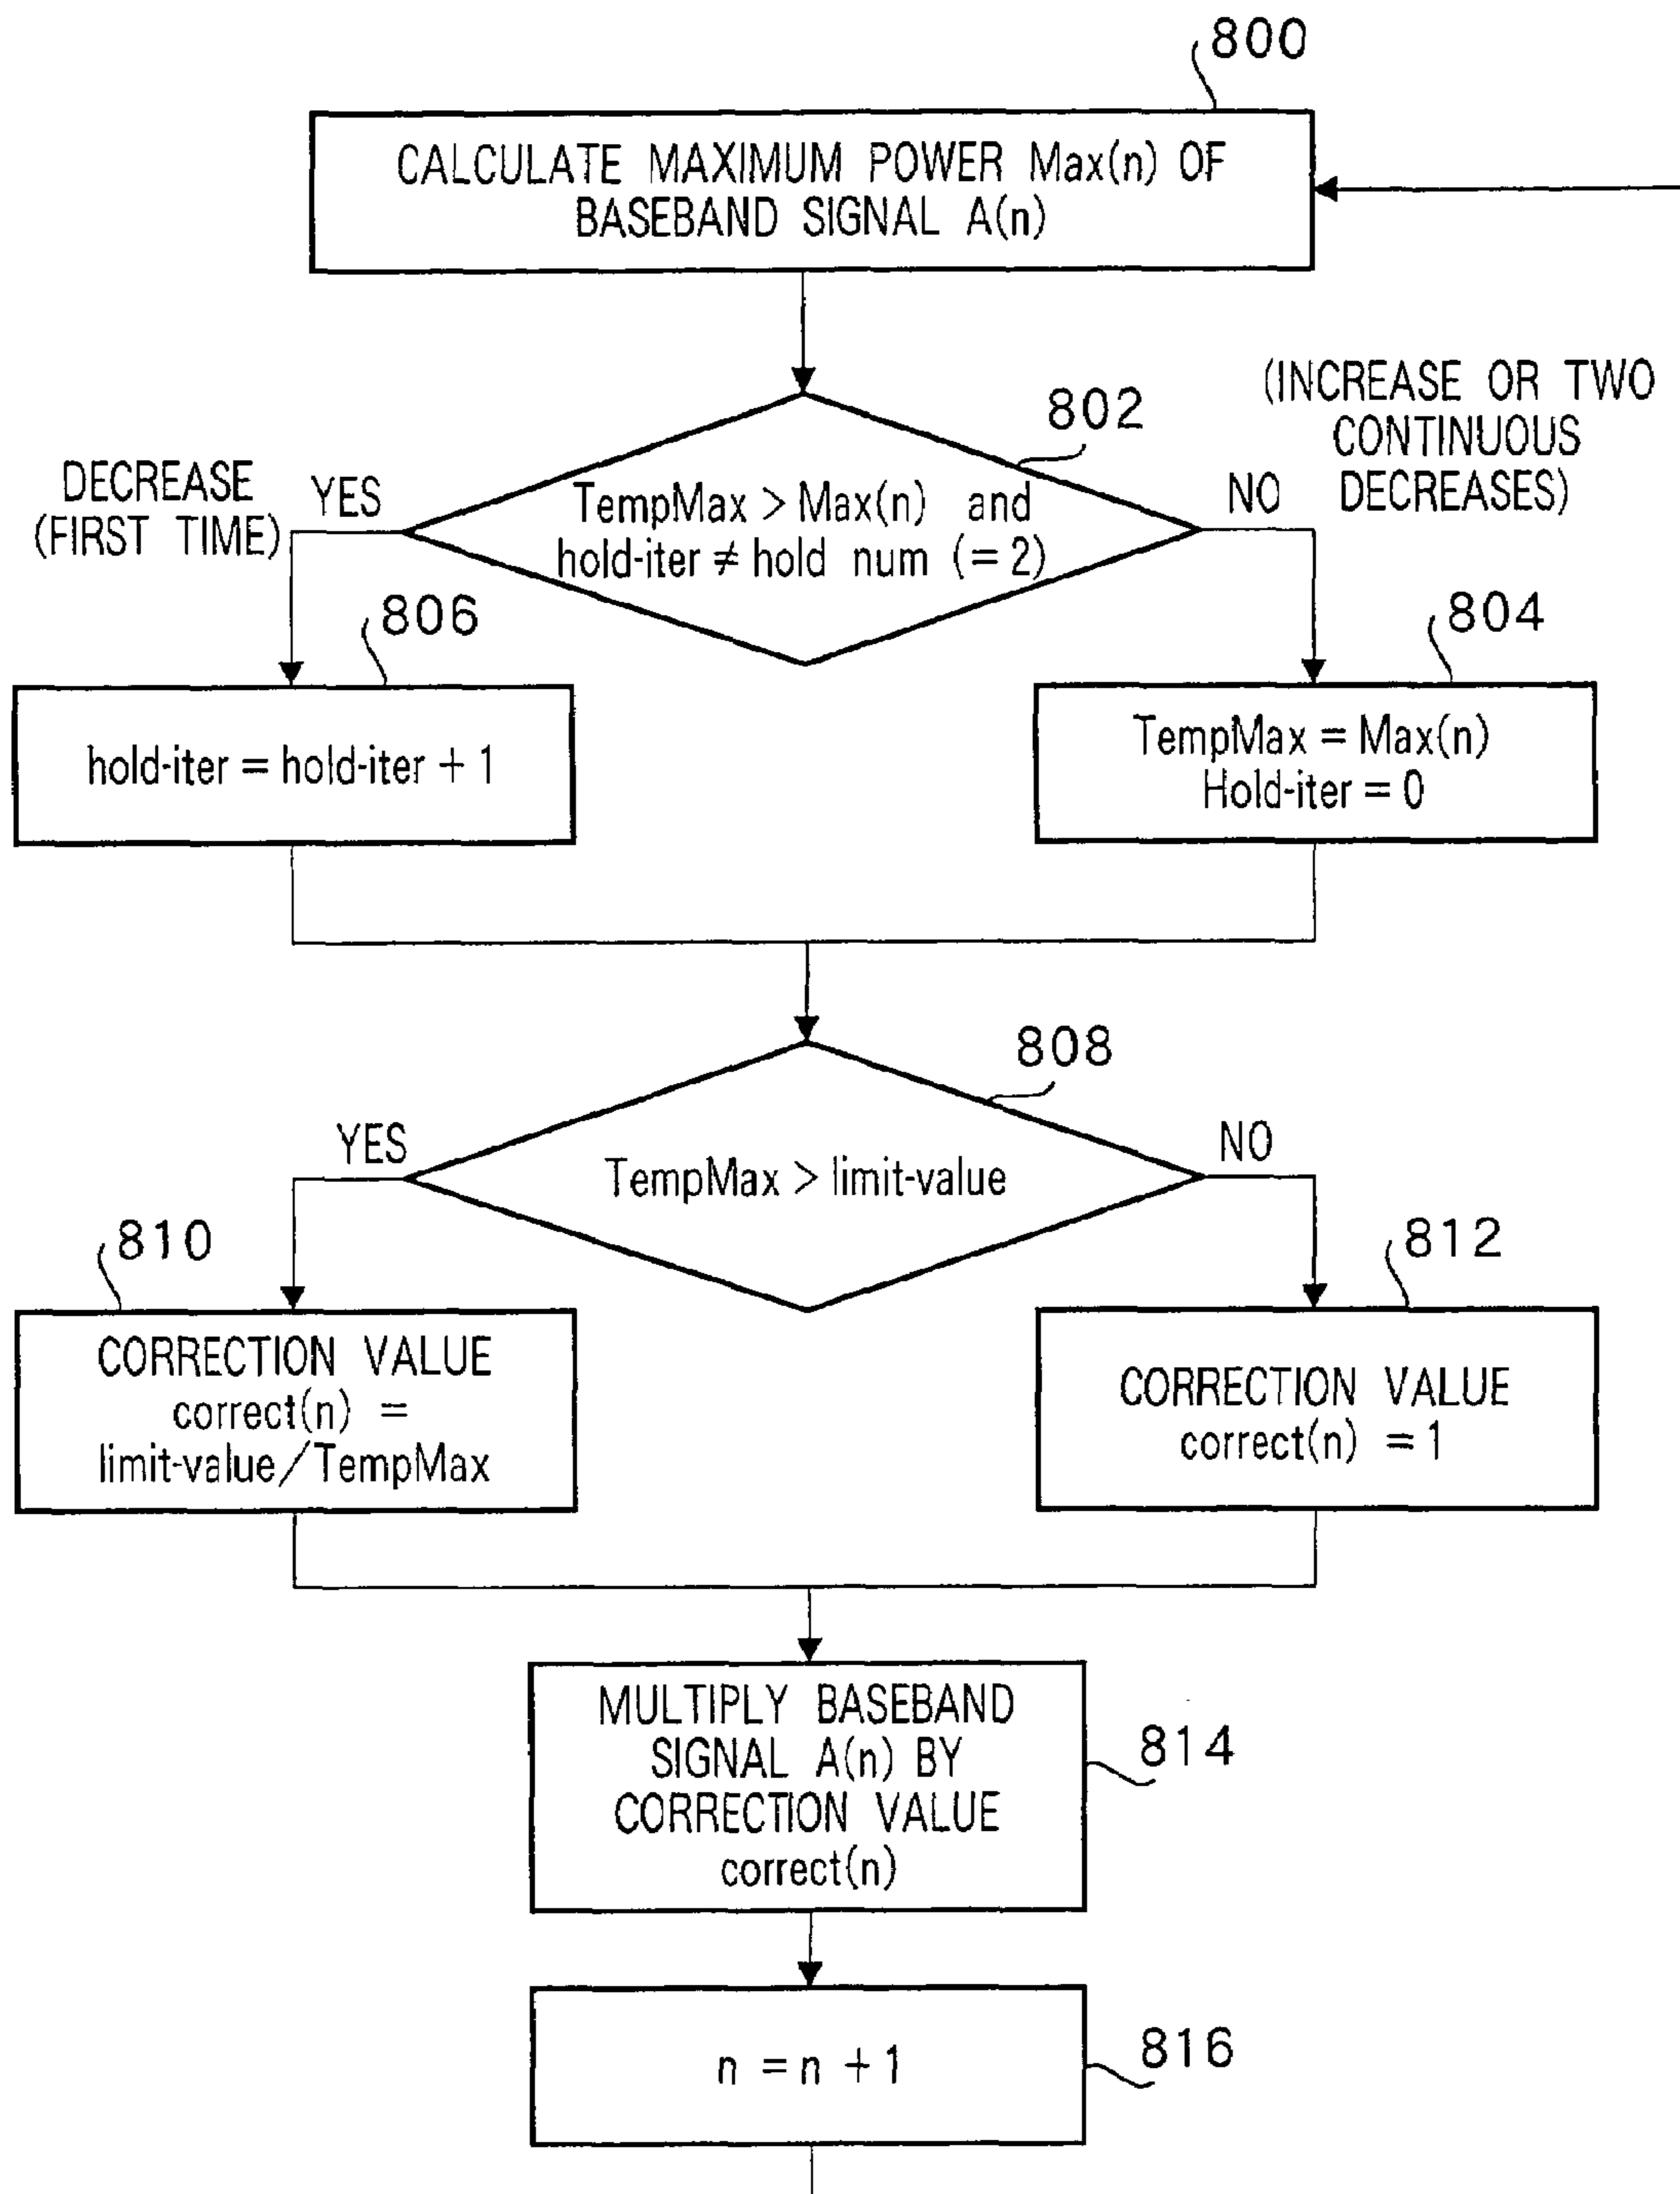 800
CALCULATE MAXIMUM POWER Max(n) OF
BASEBAND SIGNAL A(n)
802
(INCREASE OR TWO
CONTINUOUS
DECREASES)
DECREASE
(FIRST TIME)
YES
TempMax > Max(n) and
hold-iter ≠ hold num (= 2)
NO
806
hold-iter = hold-iter + 1
804
TempMax = Max(n)
Hold-iter = 0
808
YES
TempMax > limit-value
NO
810
CORRECTION VALUE
correct(n) =
limit-value/TempMax
812
CORRECTION VALUE
correct(n) = 1
MULTIPLY BASEBAND
SIGNAL A(n) BY
CORRECTION VALUE
correct(n)
814
n = n + 1
816